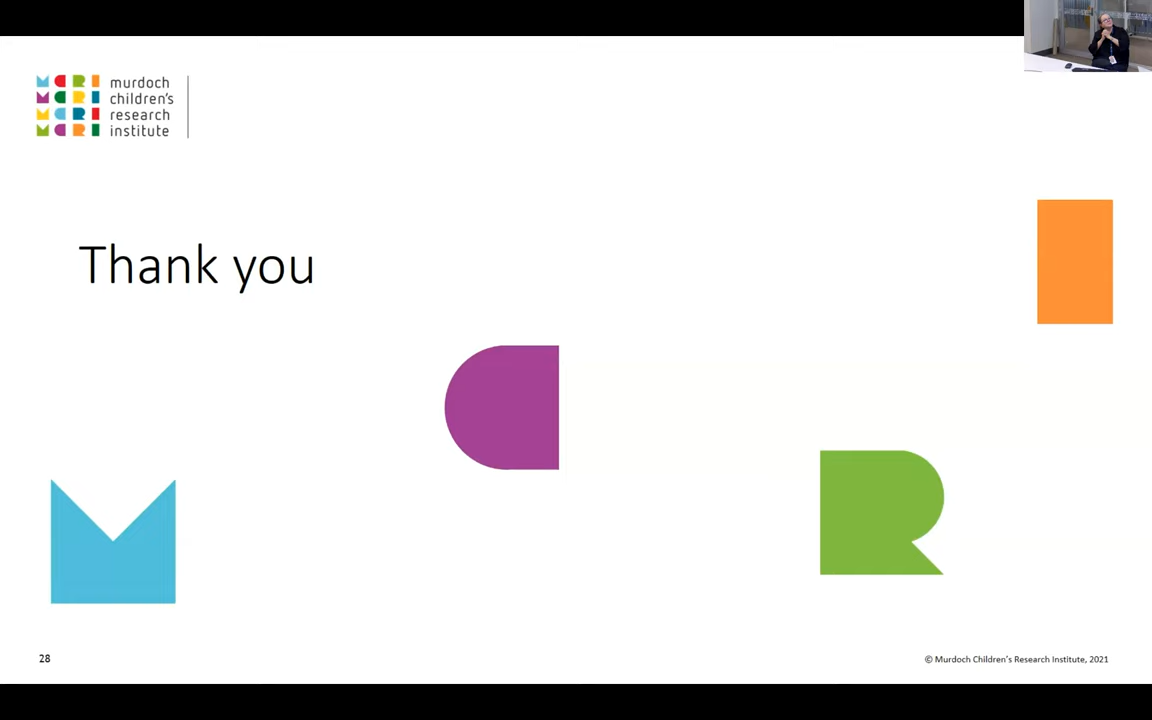 murdoch
children's
research
institute
Thank you
28
© Murdoch Children's Research Institute, 2021